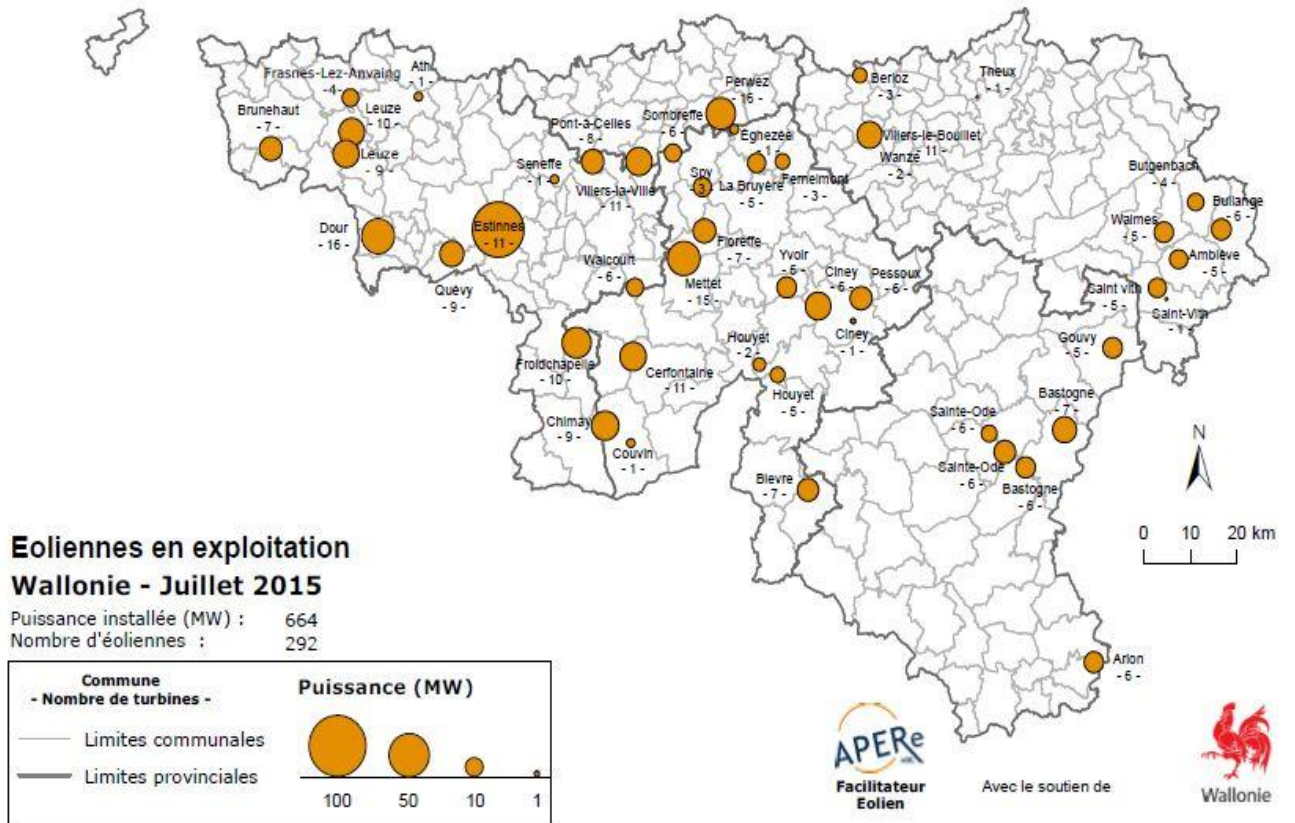 Frasnes-Lez-Anvaing
- 4 -
Ath
- 1 -
Brunehaut
- 7 -
Leuze
- 10 -
Leuze
- 9 -
Pont-à-Celles
- 8 -
Sombreffe
- 6 -
Perwez
- 16 -
Berloz
- 3 -
Theux
- 1 -
Eghezée
- 1 -
Villers-le-Bouillet
- 11 -
Wanze
- 2 -
Seneffe
- 1 -
Villers-la-Ville
- 11 -
Spy
- 3 -
La Bruyère
- 5 -
Fernelmont
- 3 -
Butgenbach
- 4 -
Bullange
- 6 -
Waimes
- 5 -
Amblève
- 5 -
Dour
- 16 -
Estinnes
- 11 -
Quévy
- 9 -
Walcourt
- 6 -
Floreffe
- 7 -
Mettet
- 15 -
Yvoir
Ciney
- 6 -
Pessoux
- 6 -
Ciney
- 1 -
Saint vith
- 5 -
Saint-Vith
- 1 -
Gouvy
- 5 -
Froidchapelle
- 10 -
Cerfontaine
- 11 -
Houyet
- 2 -
Houyet
- 5 -
Chimay
- 9 -
Couvin
- 1 -
Bièvre
- 7 -
Sainte-Ode
- 6 -
Bastogne
- 7 -
Sainte-Ode
- 6 -
Bastogne
- 6 -
Arlon
- 6 -
N
0 10 20 km
Eoliennes en exploitation
Wallonie - Juillet 2015
Puissance installée (MW) : 664
Nombre d'éoliennes : 292
Commune
- Nombre de turbines -
Limites communales
Limites provinciales
Puissance (MW)
100 50 10 1
APERe
Facilitateur
Eolien
Avec le soutien de
Wallonie